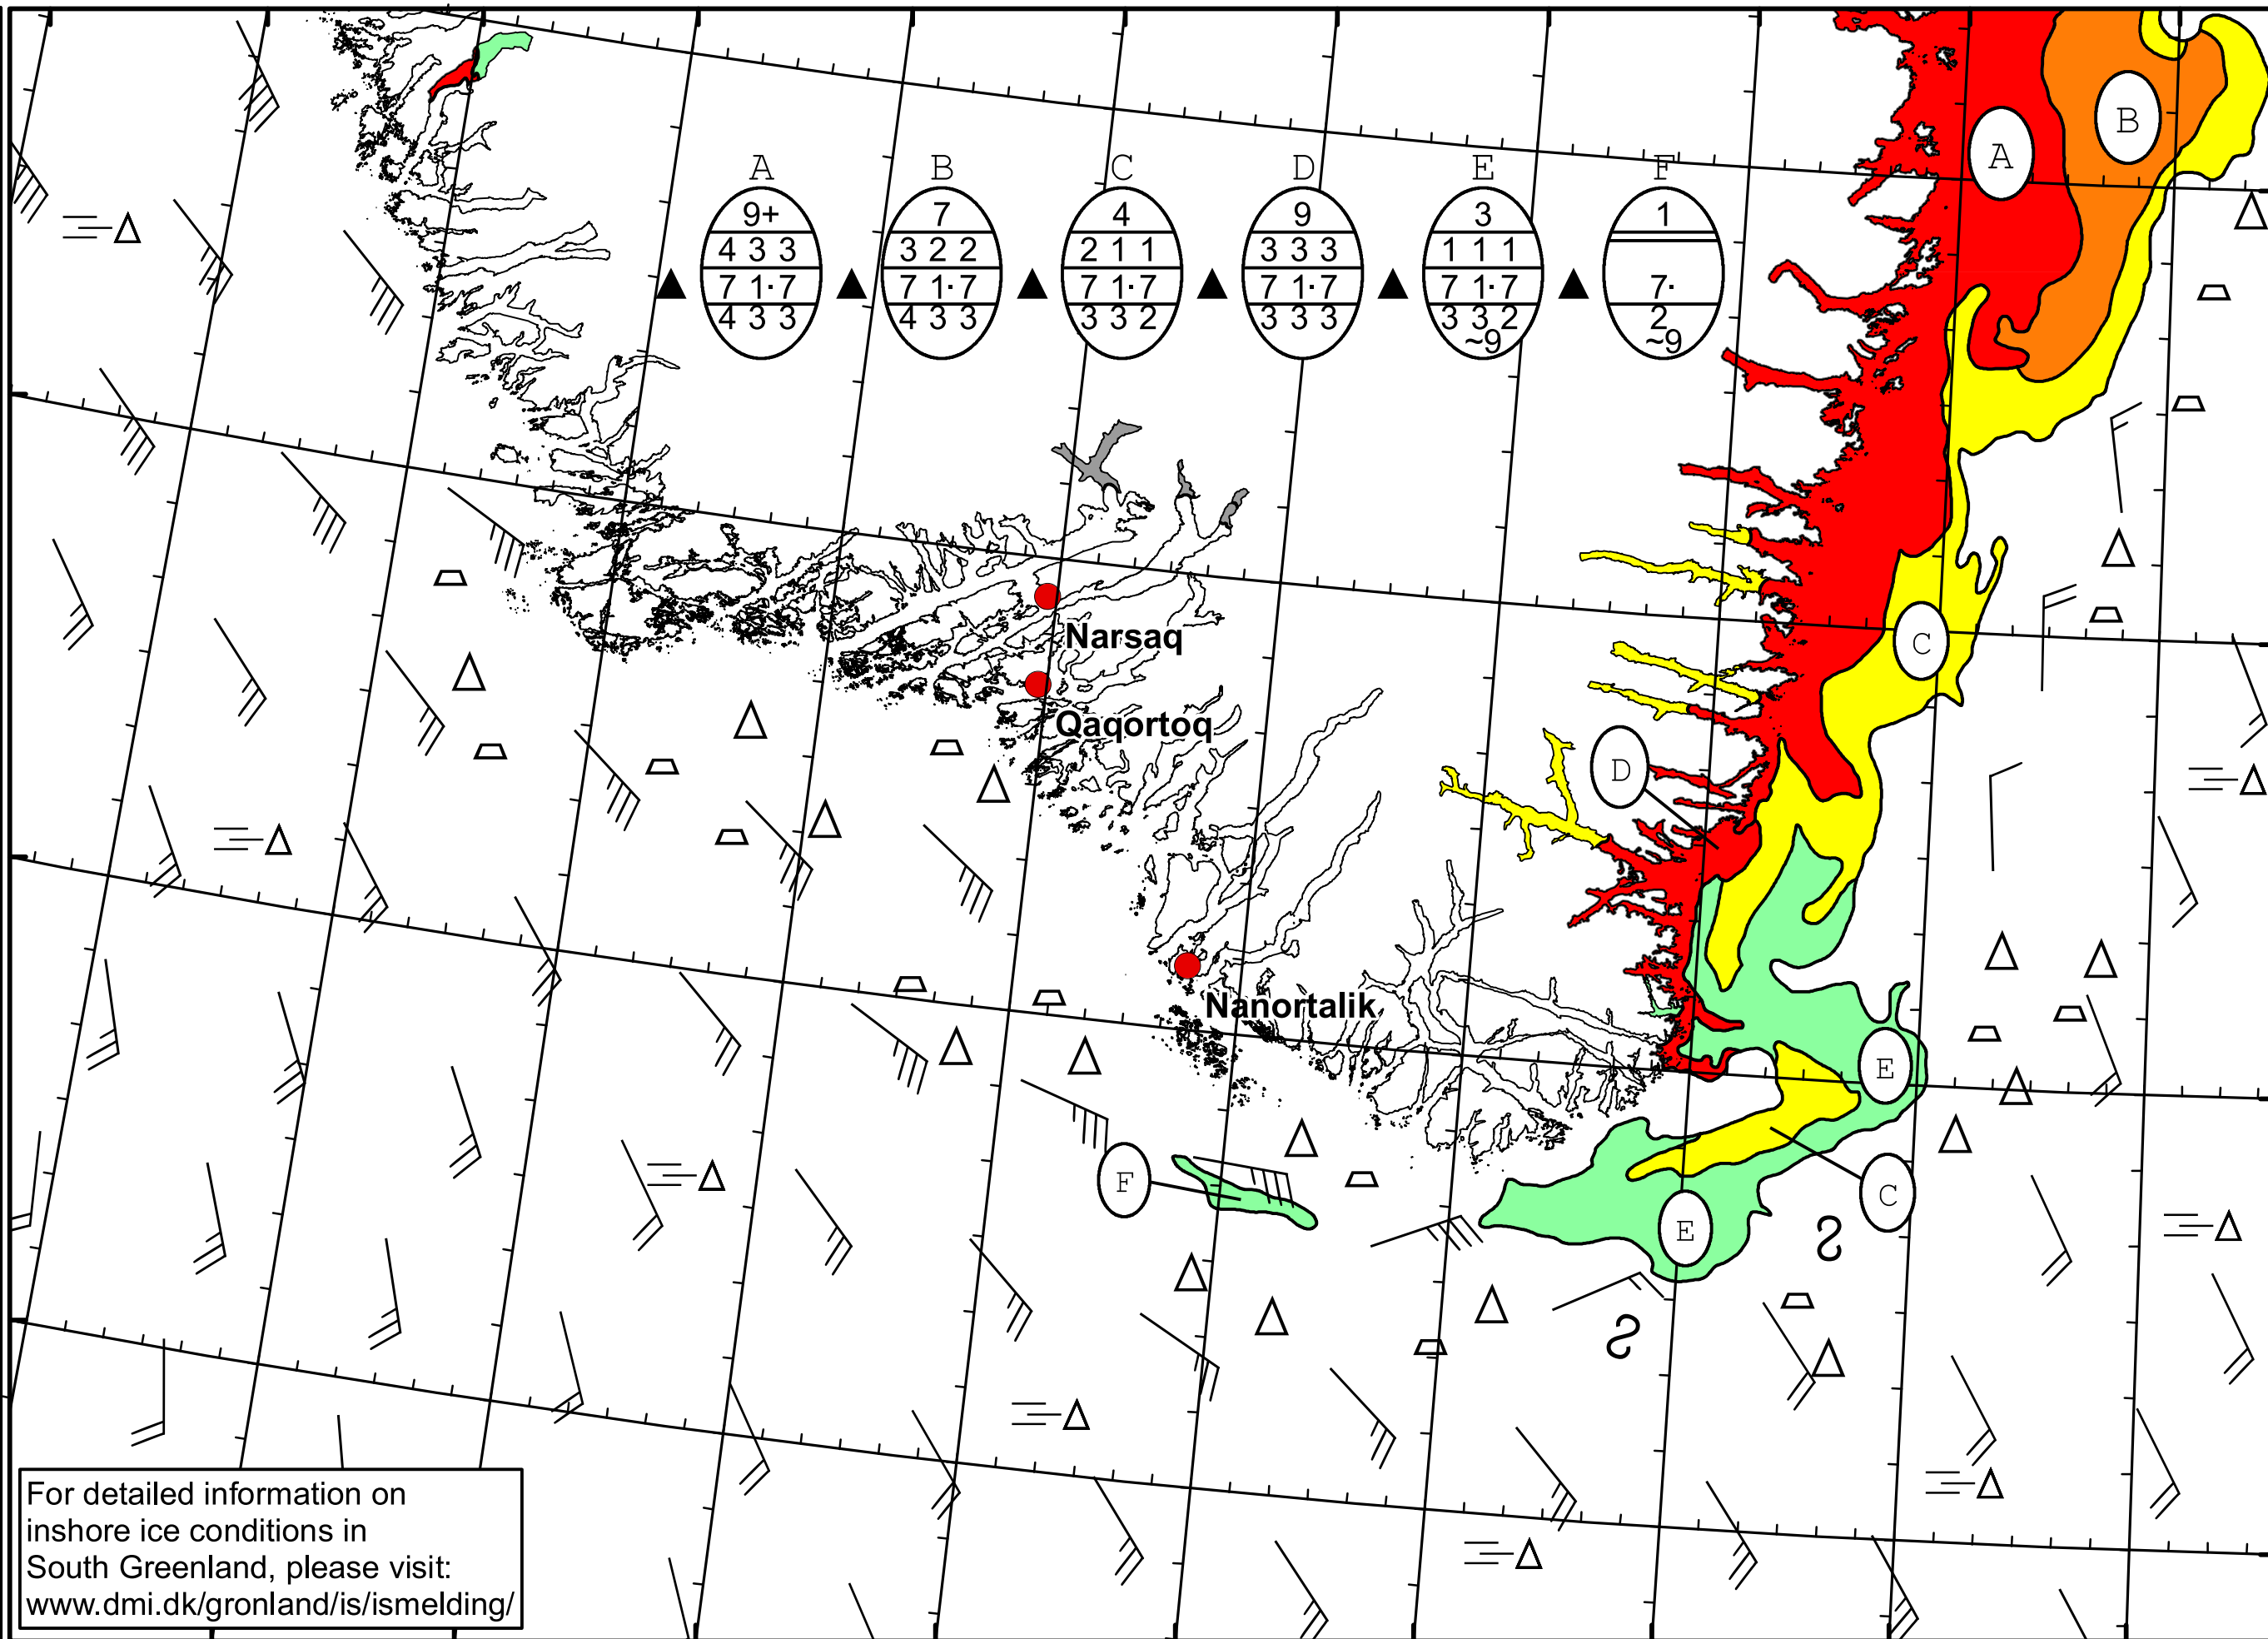 A B C D E F
9+ 7 4 9 3 1
4 3 3 3 2 2 2 1 1 3 3 3 1 1 1
7 1·7 7 1·7 7 1·7 7 1·7 7 1·7 7·
4 3 3 4 3 3 3 3 2 3 3 3 3 3 2 2
~9 ~9
B
A
Narsaq
C
Qaqortoq
D
Nanortalik
E
F
C
E
For detailed information on
inshore ice conditions in
South Greenland, please visit:
www.dmi.dk/gronland/is/ismelding/